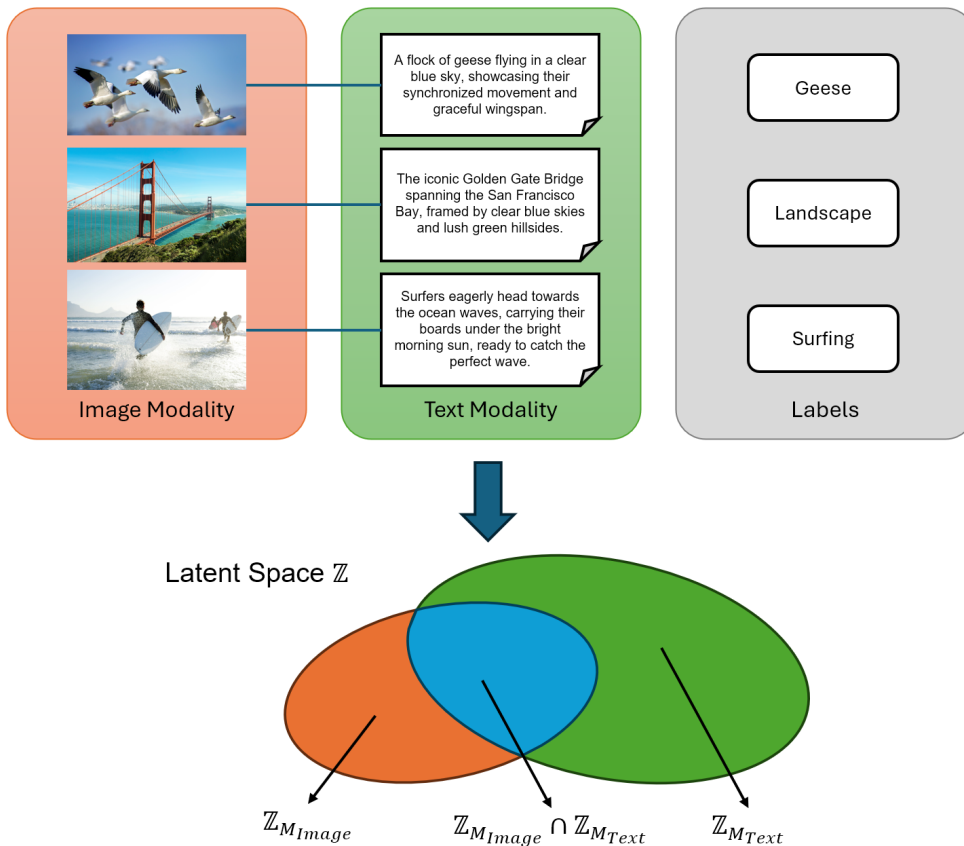 A flock of geese flying in a clear
blue sky, showcasing their
synchronized movement and
graceful wingspan.
Geese
The iconic Golden Gate Bridge
spanning the San Francisco
Bay, framed by clear blue skies
and lush green hillsides.
Landscape
Surfers eagerly head towards
the ocean waves, carrying their
boards under the bright
morning sun, ready to catch the
perfect wave.
Surfing
Image Modality
Text Modality
Labels
Latent Space ℤ
ℤ_{M_{Image}}
ℤ_{M_{Image}} ∩ ℤ_{M_{Text}}
ℤ_{M_{Text}}